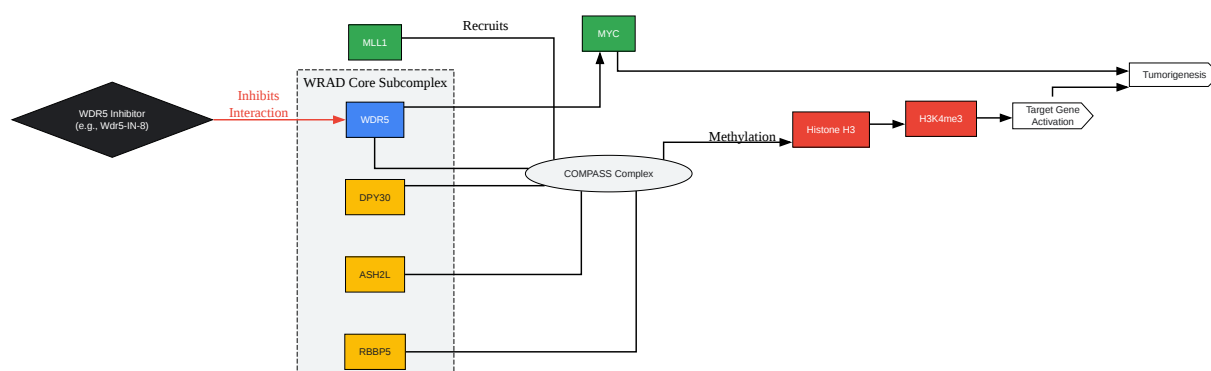 Recruits
MYC
MLL1
WRAD Core Subcomplex
Tumorigenesis
Inhibits
Interaction
WDR5 Inhibitor
(e.g., Wdr5-IN-8)
WDR5
Target Gene
Activation
Histone H3
H3K4me3
Methylation
COMPASS Complex
DPY30
ASH2L
RBBP5